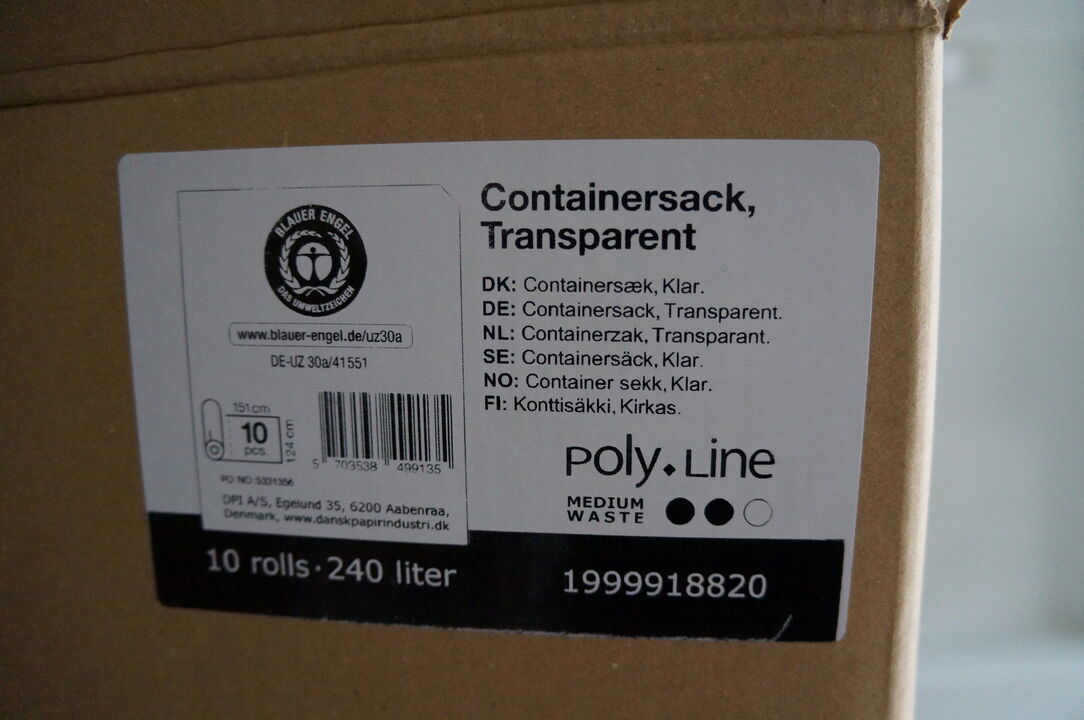 BLAUER ENGEL
DAS UMWELTZEICHEN
www.blauer-engel.de/uz30a
DE-UZ 30a/41551
151cm
10
pcs.
124 cm
5 703538 499135
PO NO:5331356
DPI A/S, Egelund 35, 6200 Aabenraa,
Denmark, www.danskpapirindustri.dk
Containersack,
Transparent
DK: Containersæk, Klar.
DE: Containersack, Transparent.
NL: Containerzak, Transparant.
SE: Containersäck, Klar.
NO: Container sekk, Klar.
FI: Konttisäkki, Kirkas.
Poly.Line
MEDIUM
WASTE
10 rolls·240 liter
1999918820